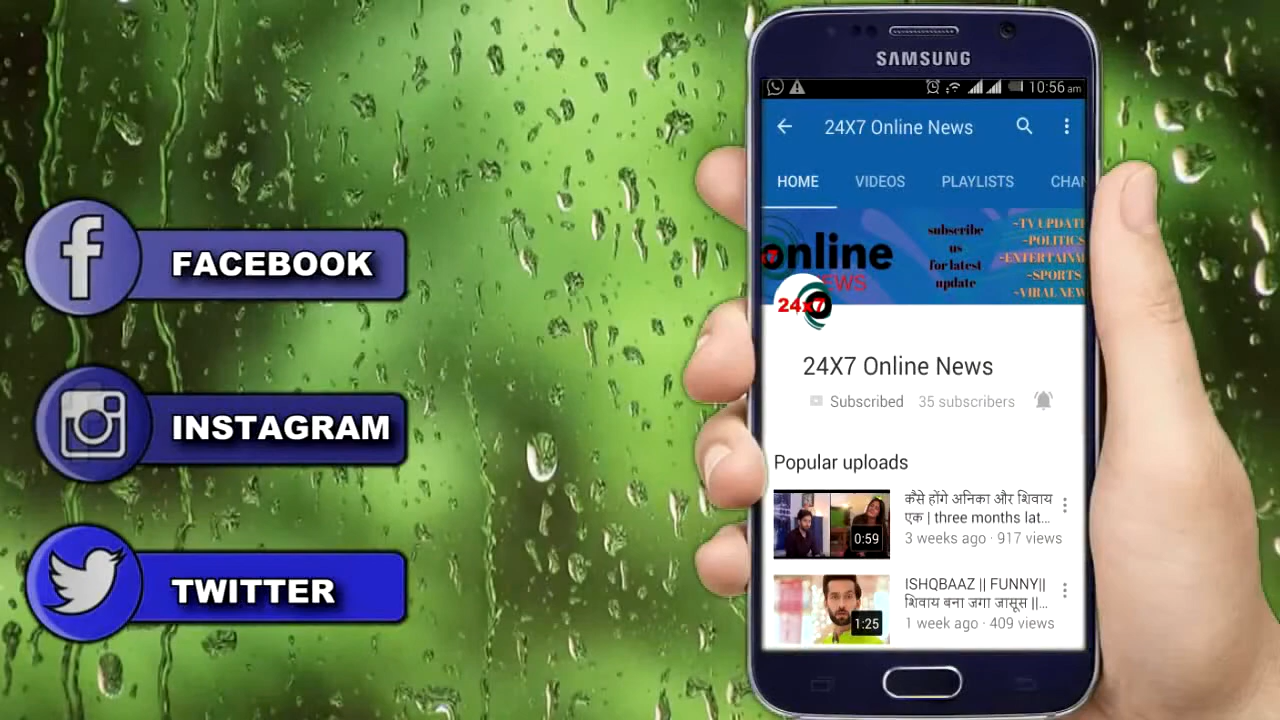 FACEBOOK
INSTAGRAM
TWITTER
SAMSUNG
10:56 am
24X7 Online News
HOME VIDEOS PLAYLISTS CHAN
online
NEWS
subscribe
us
for latest
update
~TV UPDATE
~POLITICS
~ENTERTAINM
~SPORTS
~VIRAL NEW
24x7
24X7 Online News
Subscribed 35 subscribers
Popular uploads
कैसे होंगे अनिका और शिवाय
एक | three months lat...
3 weeks ago · 917 views
0:59
ISHQBAAZ || FUNNY||
शिवाय बना जगा जासूस ||...
1 week ago · 409 views
1:25